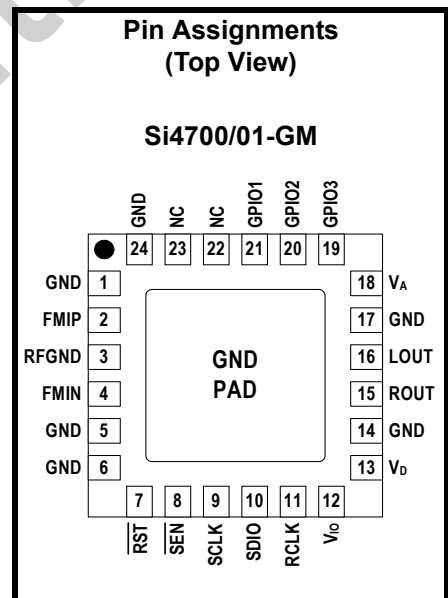 Pin Assignments
(Top View)
Si4700/01-GM
GND
NC
NC
GPIO1
GPIO2
GPIO3
24
23
22
21
20
19
GND 1
FMIP 2
RFGND 3
FMIN 4
GND 5
GND 6
GND
PAD
18 VA
17 GND
16 LOUT
15 ROUT
14 GND
13 VD
7
8
9
10
11
12
RST
SEN
SCLK
SDIO
RCLK
VIO